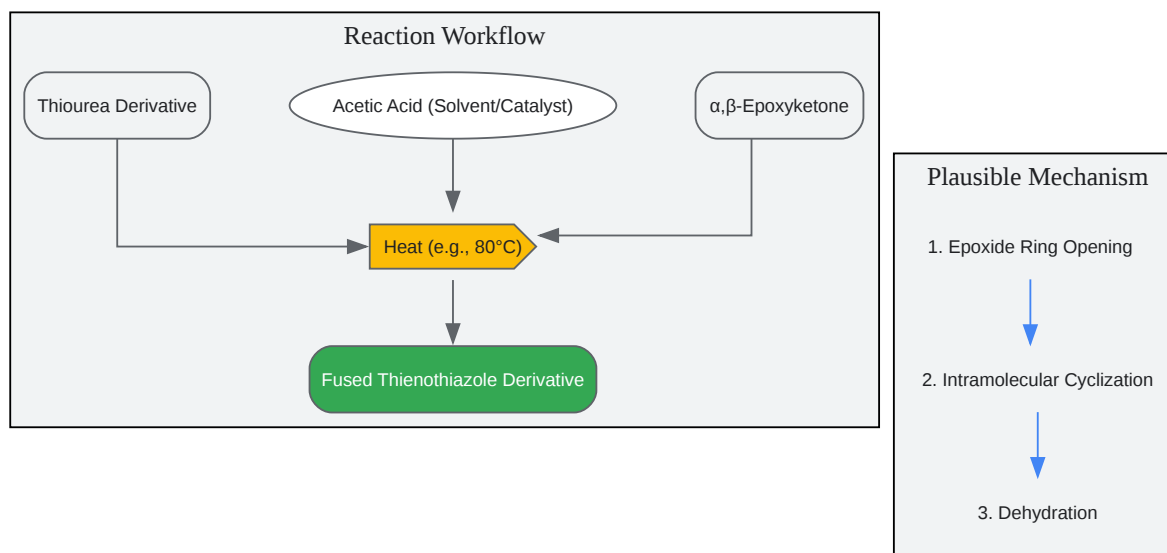 Reaction Workflow
Thiourea Derivative
Acetic Acid (Solvent/Catalyst)
α,β-Epoxyketone
Heat (e.g., 80°C)
Fused Thienothiazole Derivative
Plausible Mechanism
1. Epoxide Ring Opening
2. Intramolecular Cyclization
3. Dehydration